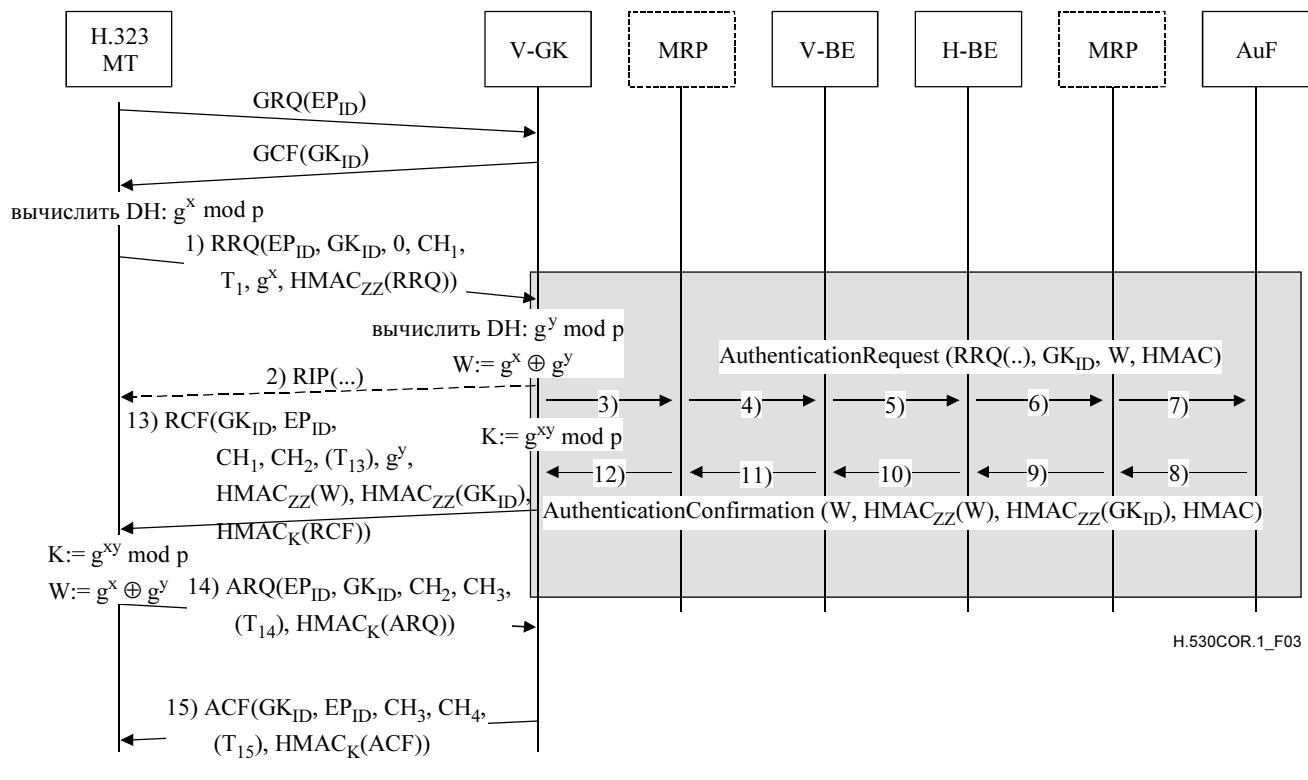 H.323
MT
V-GK
MRP
V-BE
H-BE
MRP
AuF
GRQ(EP_ID)
GCF(GK_ID)
вычислить DH: g^x mod p
1) RRQ(EP_ID, GK_ID, 0, CH_1,
T_1, g^x, HMAC_ZZ(RRQ))
вычислить DH: g^y mod p
W:= g^x ⊕ g^y
AuthenticationRequest (RRQ(..), GK_ID, W, HMAC)
2) RIP(...)
3)
4)
5)
6)
7)
13) RCF(GK_ID, EP_ID,
CH_1, CH_2, (T_13), g^y,
HMAC_ZZ(W), HMAC_ZZ(GK_ID),
HMAC_K(RCF))
K:= g^xy mod p
12)
11)
10)
9)
8)
AuthenticationConfirmation (W, HMAC_ZZ(W), HMAC_ZZ(GK_ID), HMAC)
K:= g^xy mod p
W:= g^x ⊕ g^y
14) ARQ(EP_ID, GK_ID, CH_2, CH_3,
(T_14), HMAC_K(ARQ))
H.530COR.1_F03
15) ACF(GK_ID, EP_ID, CH_3, CH_4,
(T_15), HMAC_K(ACF))